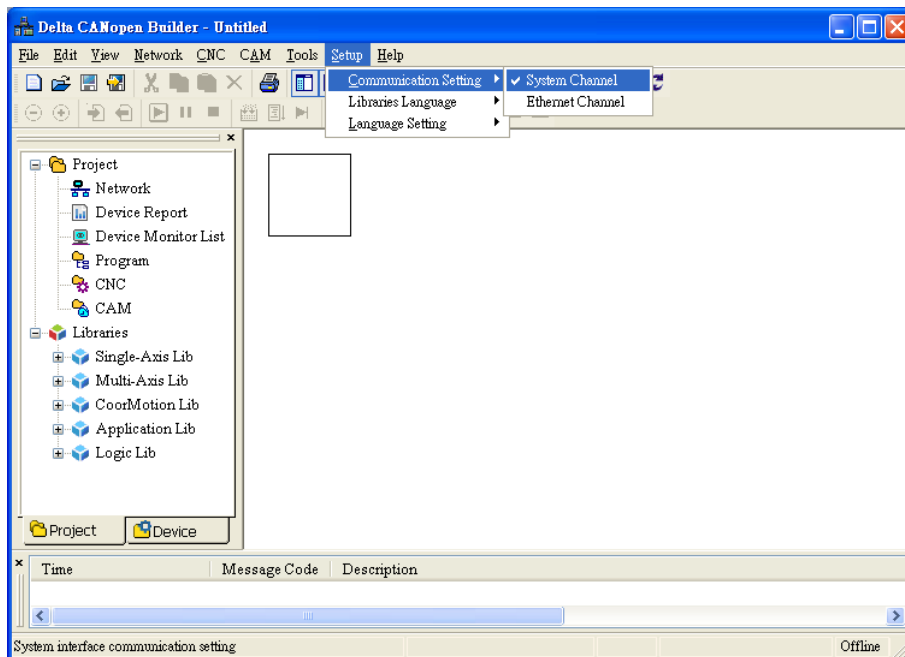 Delta CANopen Builder - Untitled
File Edit View Network CNC CAM Tools Setup Help
Communication Setting
Libraries Language
Language Setting
System Channel
Ethernet Channel
Project
Network
Device Report
Device Monitor List
Program
CNC
CAM
Libraries
Single-Axis Lib
Multi-Axis Lib
CoorMotion Lib
Application Lib
Logic Lib
Project Device
Time Message Code Description
System interface communication setting Offline